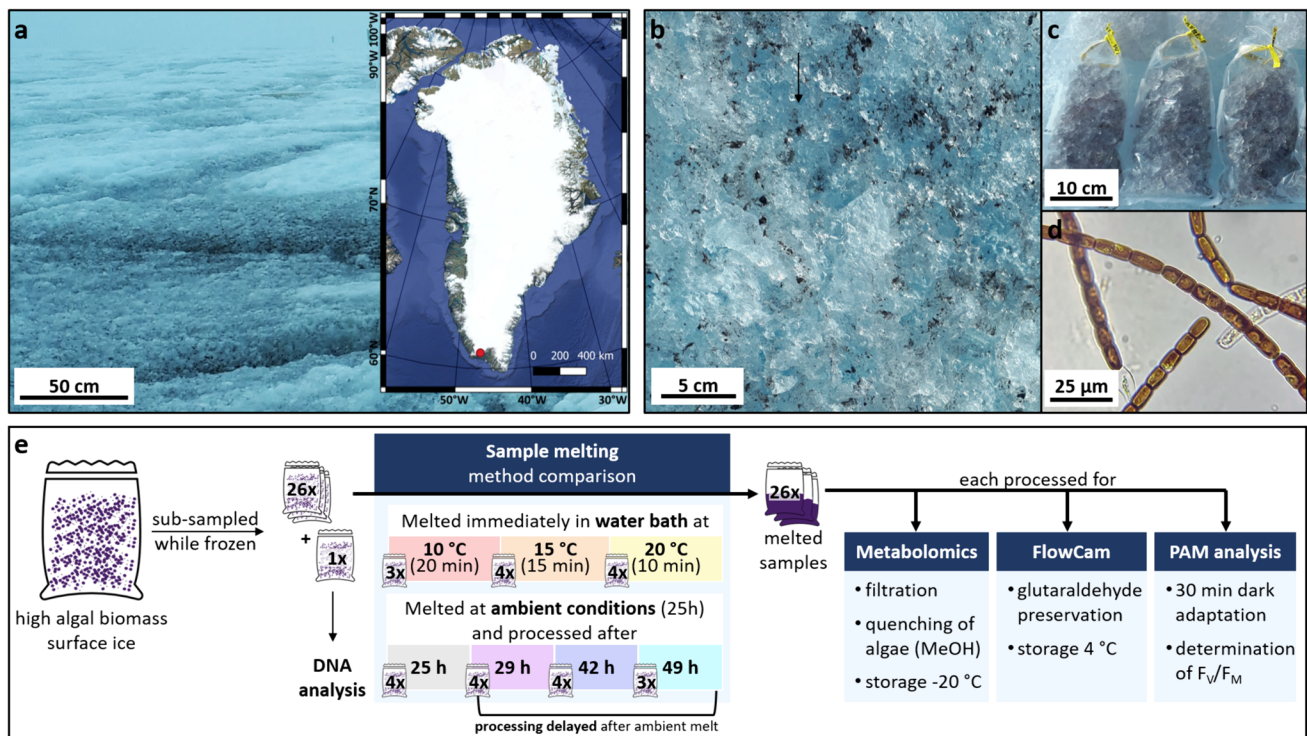 a
100°W
90°W
70°N
60°N
0 200 400 km
50°W
40°W
30°W
50 cm
b
5 cm
c
10 cm
d
25 µm
e
high algal biomass
surface ice
sub-sampled
while frozen
26x
+
1x
DNA
analysis
Sample melting
method comparison
Melted immediately in water bath at
10 °C
(20 min)
3x
15 °C
(15 min)
4x
20 °C
(10 min)
4x
Melted at ambient conditions (25h)
and processed after
25 h
4x
29 h
4x
42 h
4x
49 h
3x
processing delayed after ambient melt
26x
melted
samples
each processed for
Metabolomics
• filtration
• quenching of
algae (MeOH)
• storage -20 °C
FlowCam
• glutaraldehyde
preservation
• storage 4 °C
PAM analysis
• 30 min dark
adaptation
• determination
of FV/FM